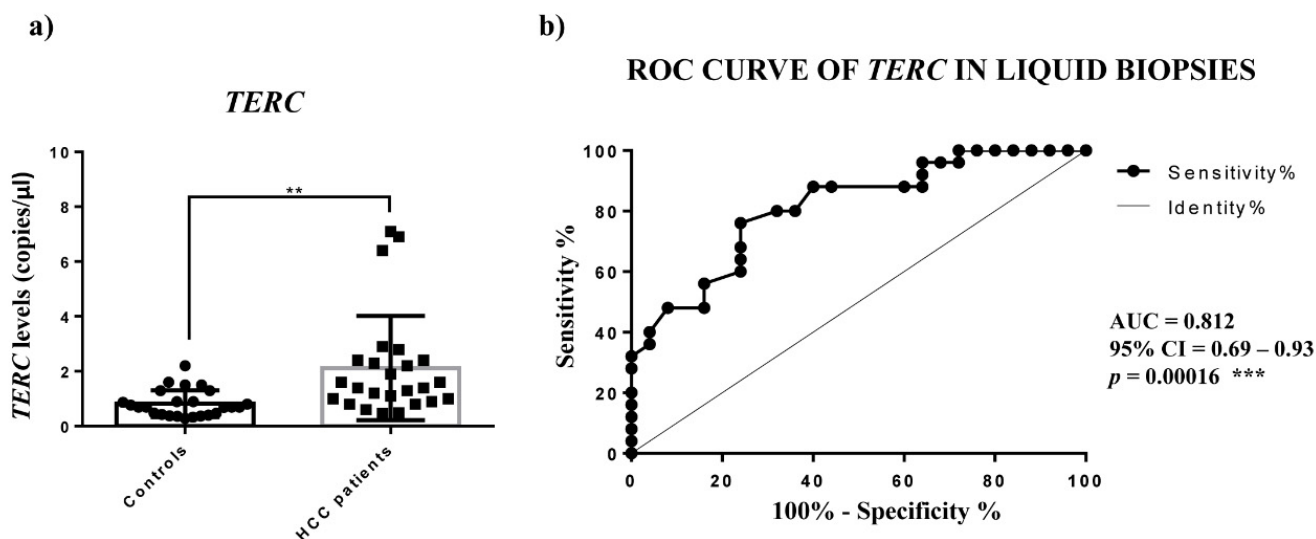 a)
TERC
TERC levels (copies/µl)
10
8
6
4
2
0
**
Controls
HCC patients
b)
ROC CURVE OF TERC IN LIQUID BIOPSIES
Sensitivity %
100
80
60
40
20
0
0 20 40 60 80 100
100% - Specificity %
Sensitivity%
Identity%
AUC = 0.812
95% CI = 0.69 – 0.93
p = 0.00016 ***